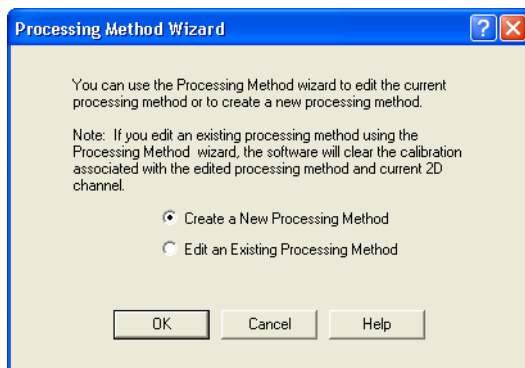 Processing Method Wizard
You can use the Processing Method wizard to edit the current
processing method or to create a new processing method.
Note: If you edit an existing processing method using the
Processing Method wizard, the software will clear the calibration
associated with the edited processing method and current 2D
channel.
Create a New Processing Method
Edit an Existing Processing Method
OK Cancel Help